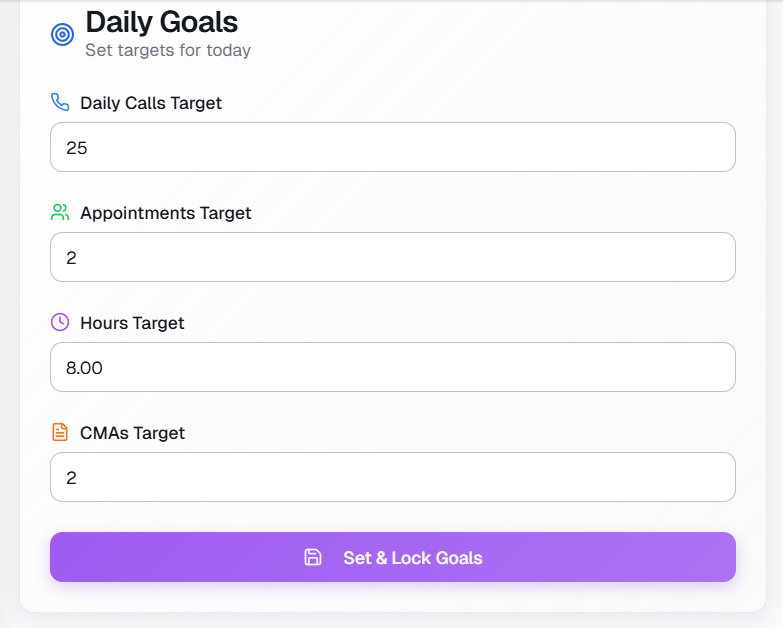 Daily Goals
Set targets for today
Daily Calls Target
25
Appointments Target
2
Hours Target
8.00
CMAs Target
2
Set & Lock Goals